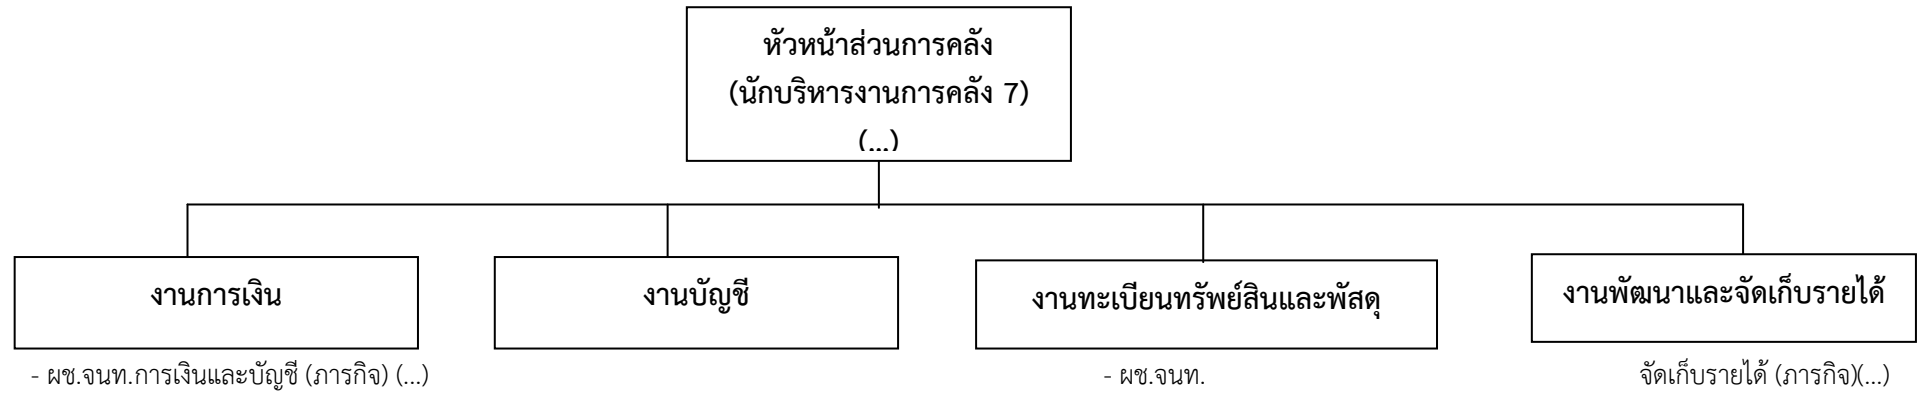 หัวหน้าส่วนการคลัง
(นักบริหารงานการคลัง 7)
(...)
งานการเงิน
งานบัญชี
งานทะเบียนทรัพย์สินและพัสดุ
งานพัฒนาและจัดเก็บรายได้
- ผช.จนท.การเงินและบัญชี (ภารกิจ) (...)
- ผช.จนท.
จัดเก็บรายได้ (ภารกิจ)(...)